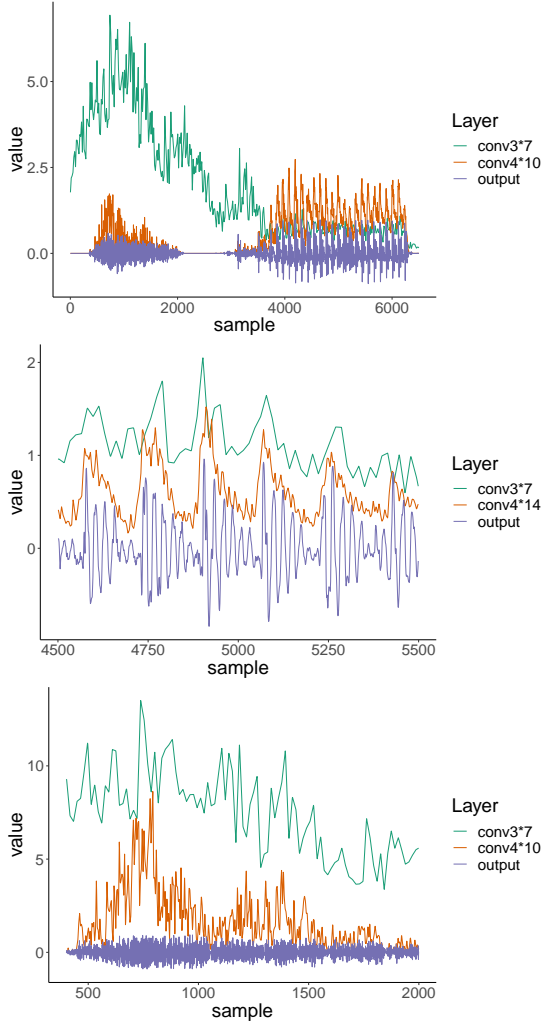 5.0
2.5
0.0
value
0 2000 4000 6000
sample
Layer
conv3*7
conv4*10
output
2
1
0
value
4500 4750 5000 5250 5500
sample
Layer
conv3*7
conv4*14
output
10
5
0
value
500 1000 1500 2000
sample
Layer
conv3*7
conv4*10
output